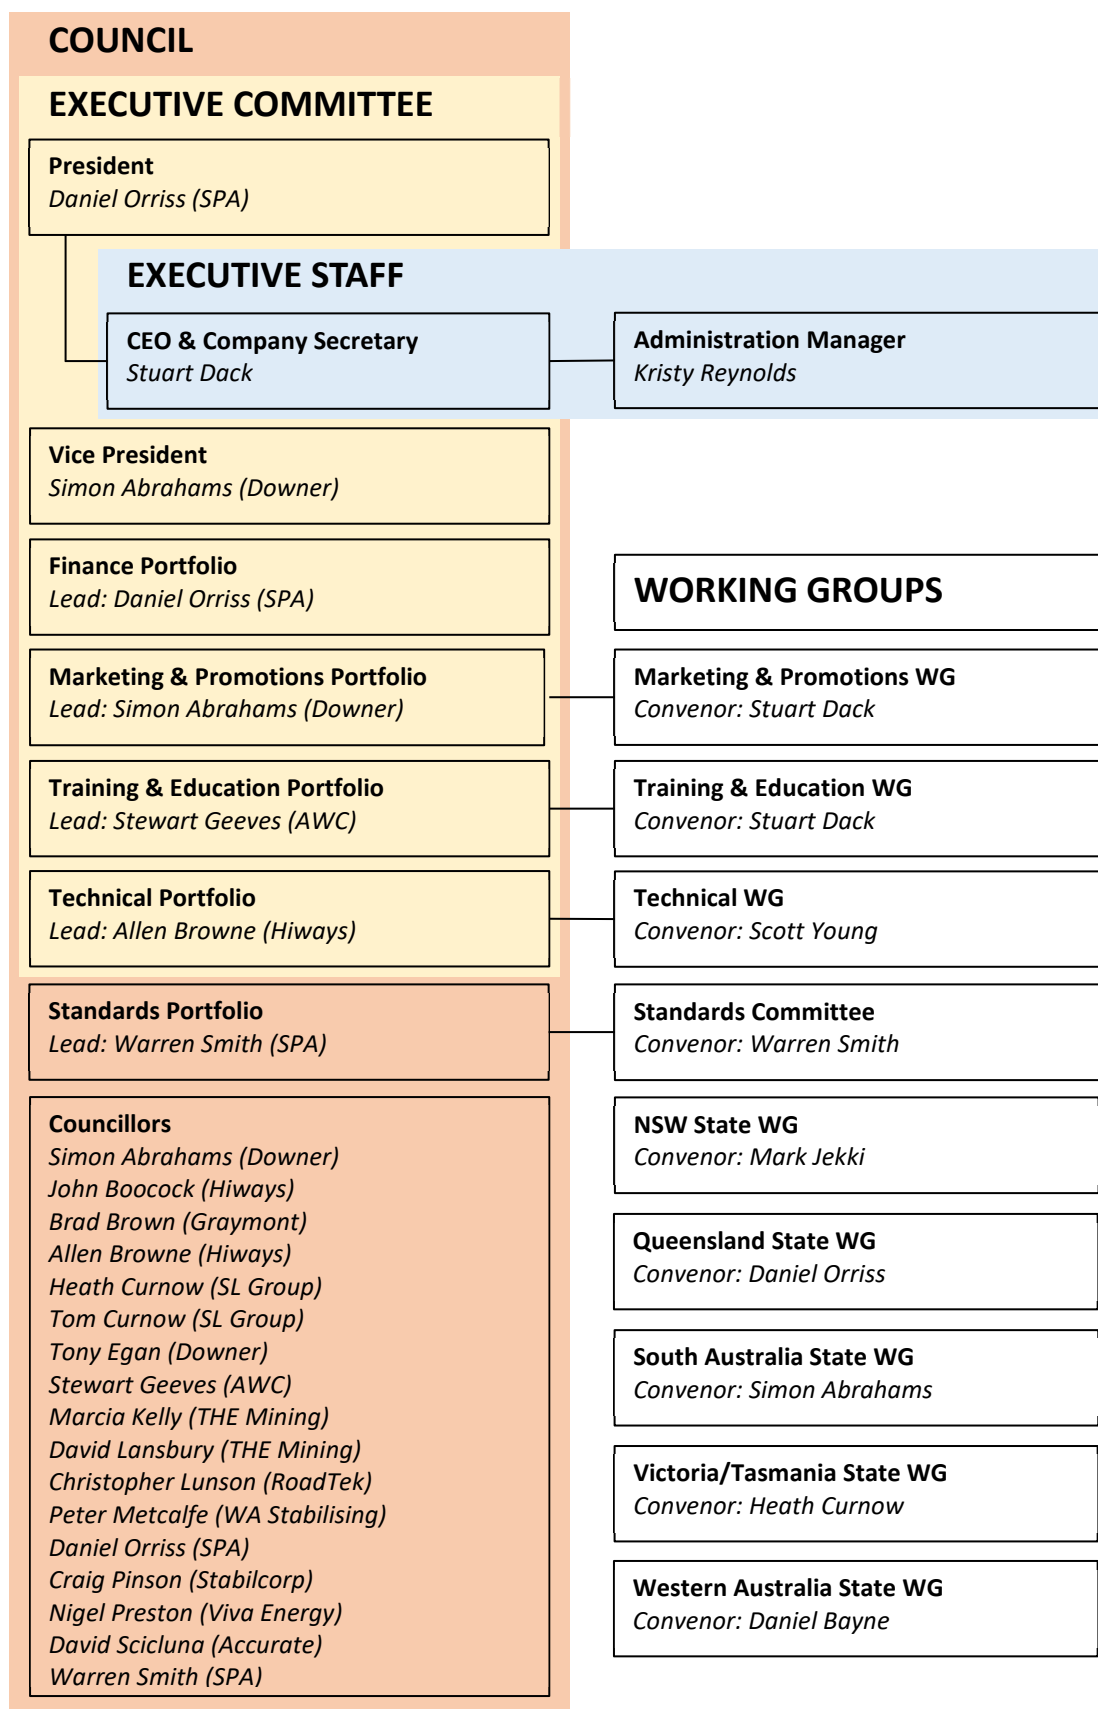 COUNCIL
EXECUTIVE COMMITTEE
President
Daniel Orriss (SPA)
EXECUTIVE STAFF
CEO & Company Secretary
Stuart Dack
Administration Manager
Kristy Reynolds
Vice President
Simon Abrahams (Downer)
Finance Portfolio
Lead: Daniel Orriss (SPA)
WORKING GROUPS
Marketing & Promotions Portfolio
Lead: Simon Abrahams (Downer)
Marketing & Promotions WG
Convenor: Stuart Dack
Training & Education Portfolio
Lead: Stewart Geeves (AWC)
Training & Education WG
Convenor: Stuart Dack
Technical Portfolio
Lead: Allen Browne (Hiways)
Technical WG
Convenor: Scott Young
Standards Portfolio
Lead: Warren Smith (SPA)
Standards Committee
Convenor: Warren Smith
Councillors
Simon Abrahams (Downer)
John Boocock (Hiways)
Brad Brown (Graymont)
Allen Browne (Hiways)
Heath Curnow (SL Group)
Tom Curnow (SL Group)
Tony Egan (Downer)
Stewart Geeves (AWC)
Marcia Kelly (THE Mining)
David Lansbury (THE Mining)
Christopher Lunson (RoadTek)
Peter Metcalfe (WA Stabilising)
Daniel Orriss (SPA)
Craig Pinson (Stabilcorp)
Nigel Preston (Viva Energy)
David Scicluna (Accurate)
Warren Smith (SPA)
NSW State WG
Convenor: Mark Jekki
Queensland State WG
Convenor: Daniel Orriss
South Australia State WG
Convenor: Simon Abrahams
Victoria/Tasmania State WG
Convenor: Heath Curnow
Western Australia State WG
Convenor: Daniel Bayne